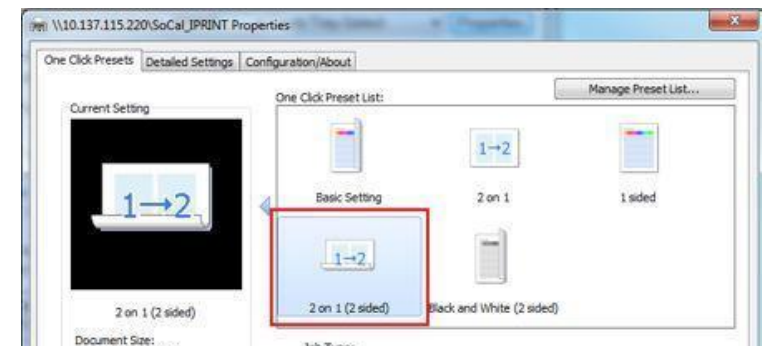 \\10.137.115.220\SoCal_IPRINT Properties
One Click Presets Detailed Settings Configuration/About
Current Setting
One Click Preset List:
Manage Preset List...
1→2
1→2
Basic Setting 2 on 1 1 sided
1→2
2 on 1 (2 sided)
2 on 1 (2 sided) Black and White (2 sided)
Document Size: